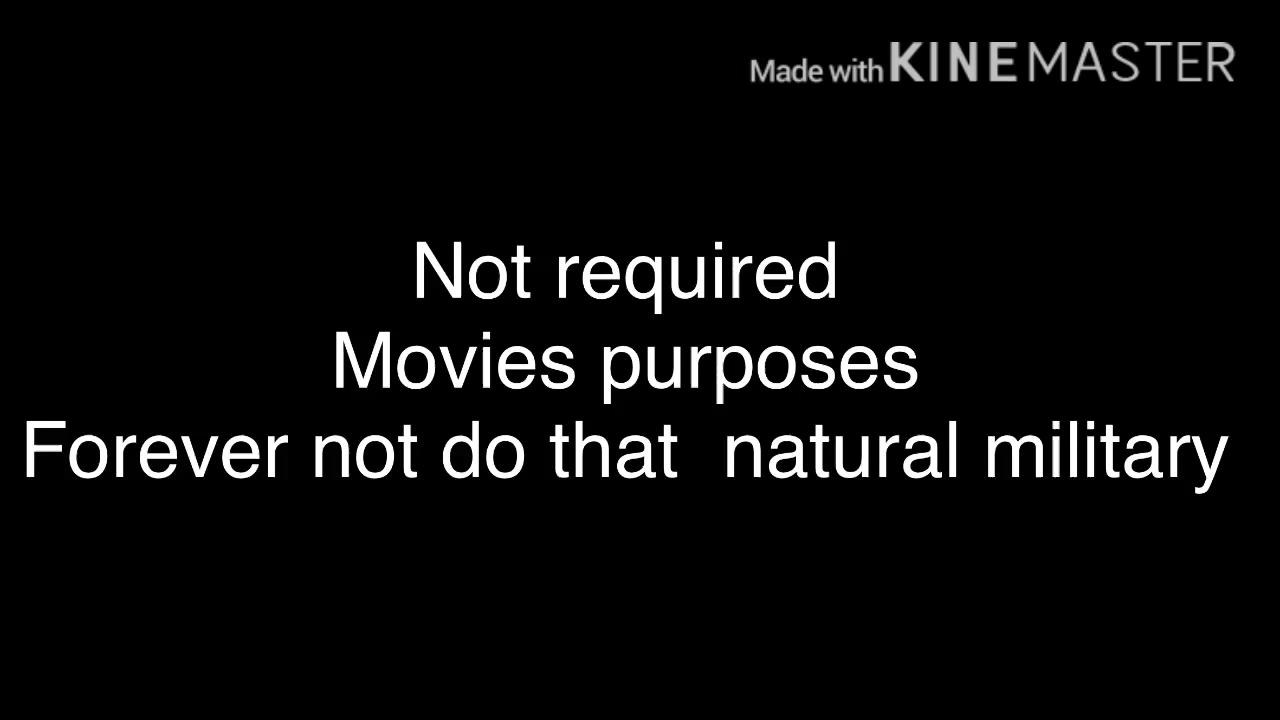 Made with KINEMASTER
Not required
Movies purposes
Forever not do that  natural military